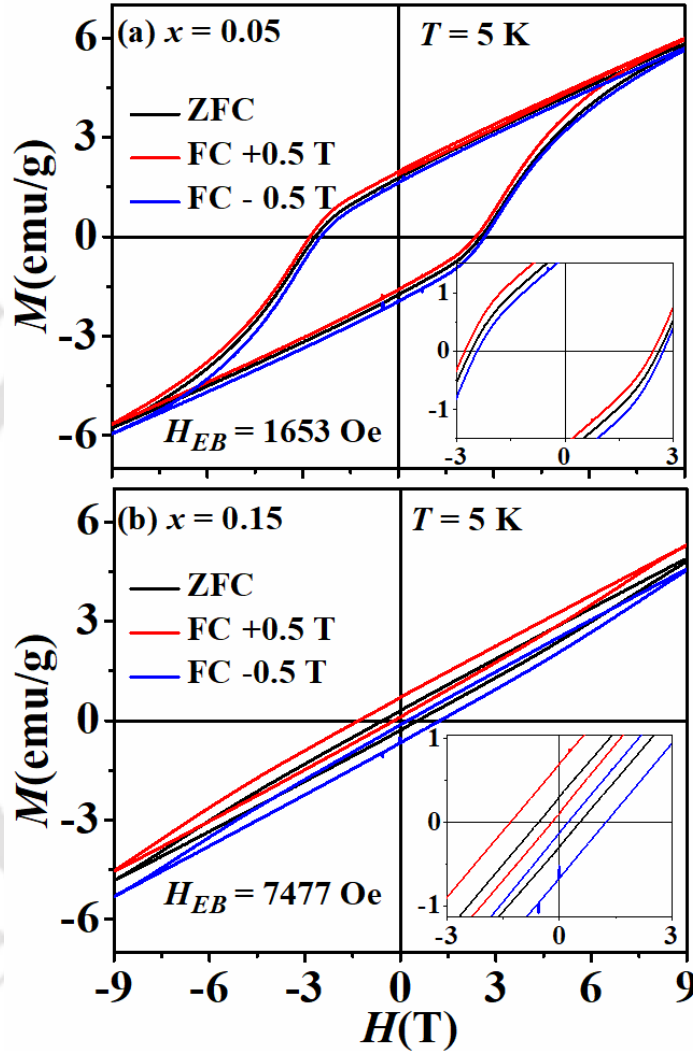 (a) x = 0.05 T = 5 K
ZFC
FC +0.5 T
FC - 0.5 T
H_EB = 1653 Oe
M(emu/g)
6
3
0
-3
-6
1
0
-1
-3 0 3
(b) x = 0.15 T = 5 K
ZFC
FC +0.5 T
FC -0.5 T
H_EB = 7477 Oe
M(emu/g)
6
3
0
-3
-6
1
0
-1
-3 0 3
-9 -6 -3 0 3 6 9
H(T)